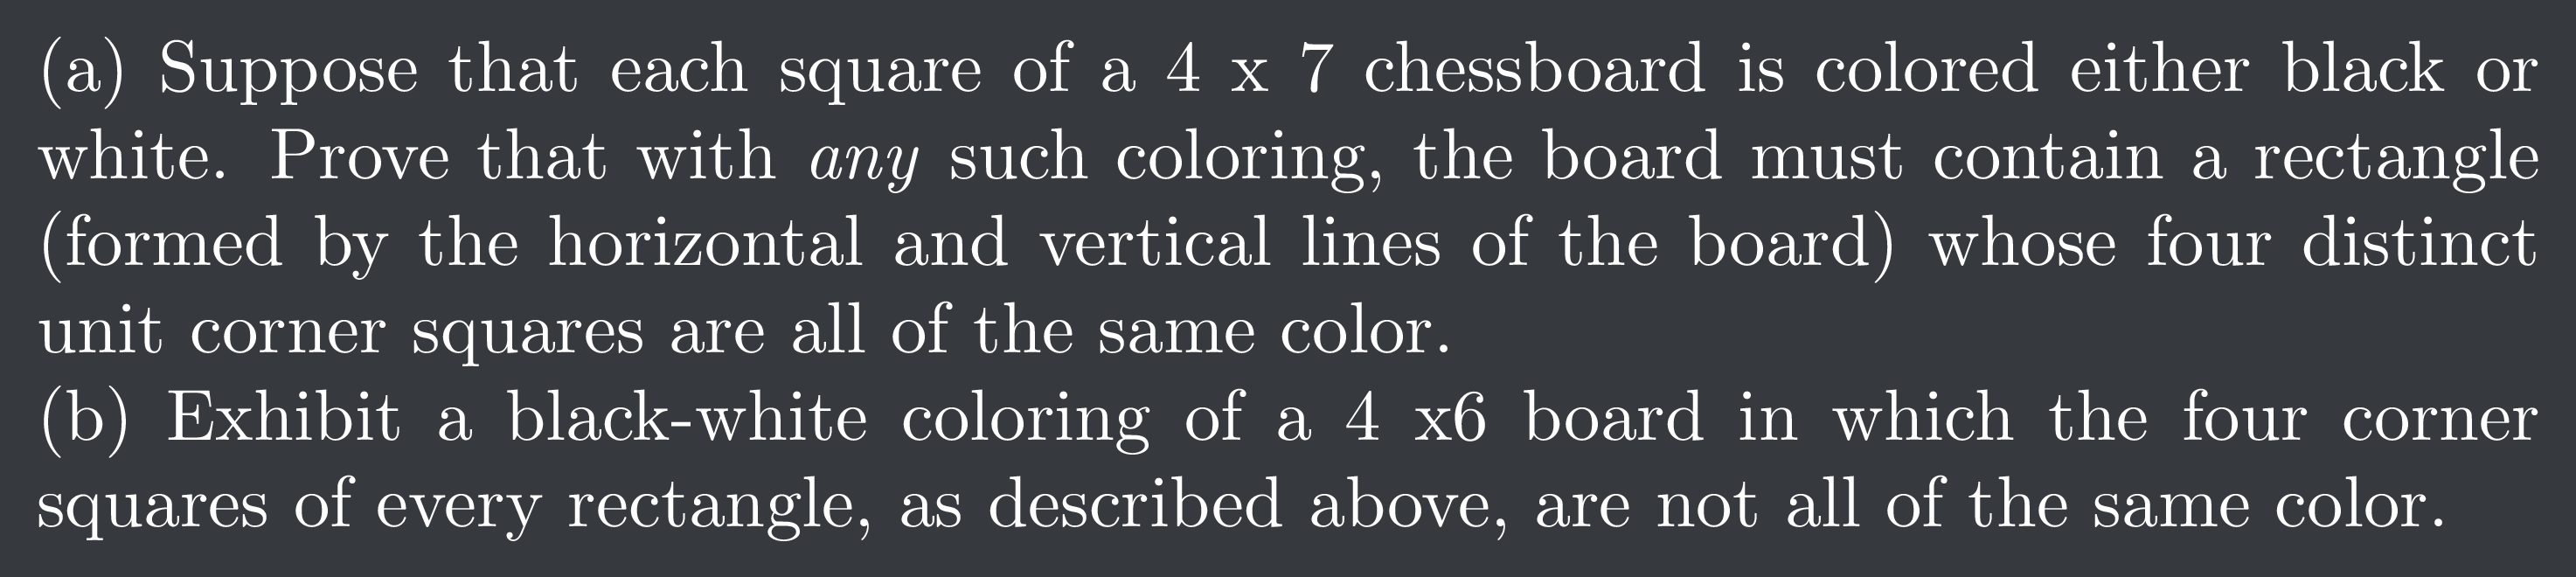 (a) Suppose that each square of a 4 x 7 chessboard is colored either black or
white. Prove that with any such coloring, the board must contain a rectangle
(formed by the horizontal and vertical lines of the board) whose four distinct
unit corner squares are all of the same color.
(b) Exhibit a black-white coloring of a 4 x6 board in which the four corner
squares of every rectangle, as described above, are not all of the same color.